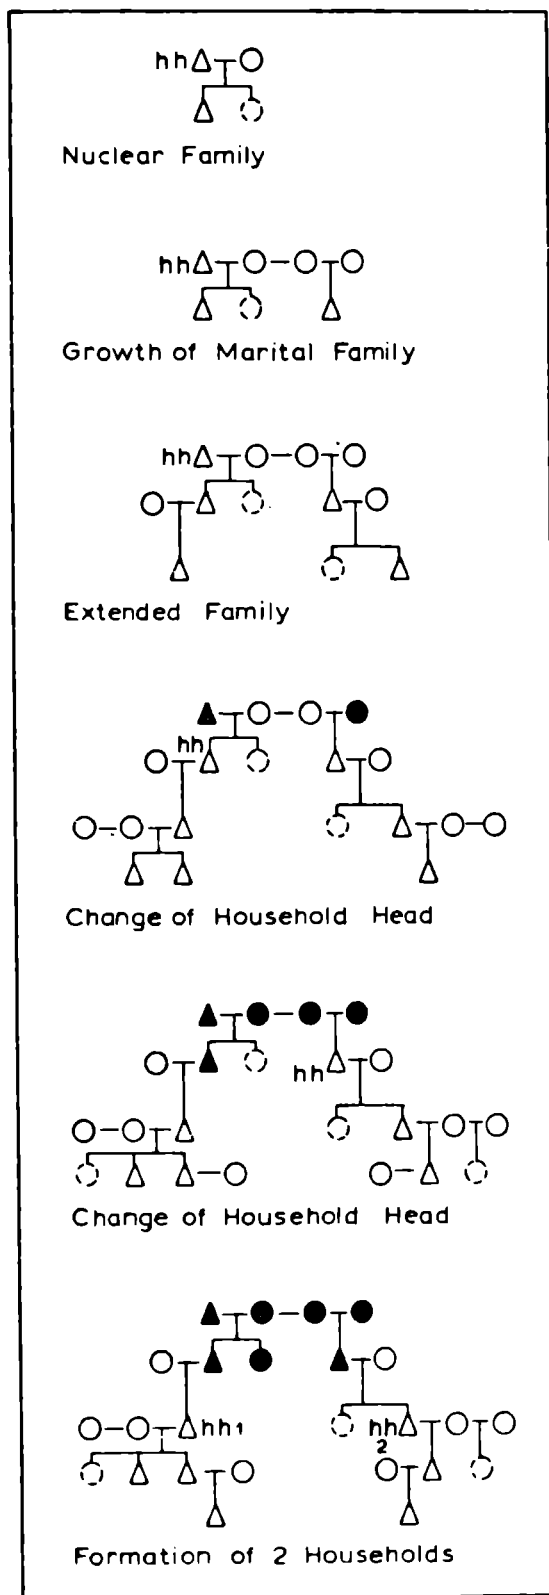 hh
Nuclear Family
hh
Growth of Marital Family
hh
Extended Family
hh
Change of Household Head
hh
Change of Household Head
hh1 hh
2
Formation of 2 Households